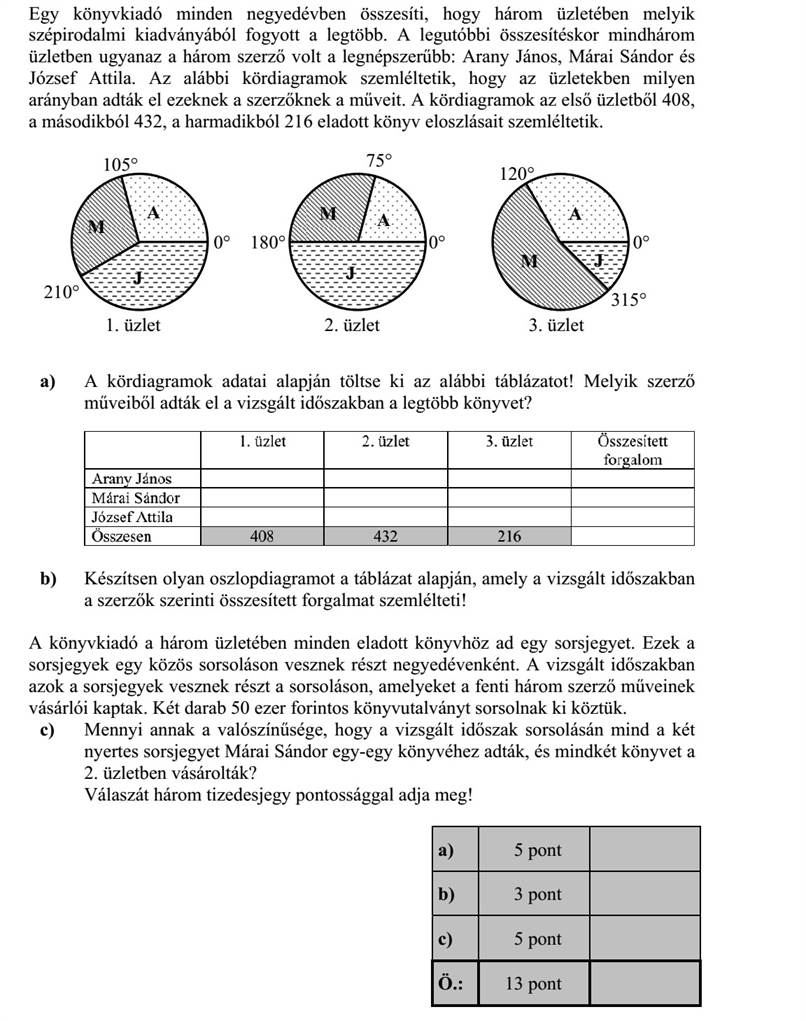 Egy könyvkiadó minden negyedévben összesíti, hogy három üzletében melyik
szépirodalmi kiadványából fogyott a legtöbb. A legutóbbi összesítéskor mindhárom
üzletben ugyanaz a három szerző volt a legnépszerűbb: Arany János, Márai Sándor és
József Attila. Az alábbi kördiagramok szemléltetik, hogy az üzletekben milyen
arányban adták el ezeknek a szerzőknek a műveit. A kördiagramok az első üzletből 408,
a másodikból 432, a harmadikból 216 eladott könyv eloszlásait szemléltetik.
105°
M
A
0°
J
210°
1. üzlet
75°
M
A
180°
0°
J
2. üzlet
120°
A
0°
M
J
315°
3. üzlet
a) A kördiagramok adatai alapján töltse ki az alábbi táblázatot! Melyik szerző
műveiből adták el a vizsgált időszakban a legtöbb könyvet?
1. üzlet 2. üzlet 3. üzlet Összesített
forgalom
Arany János
Márai Sándor
József Attila
Összesen 408 432 216
b) Készítsen olyan oszlopdiagramot a táblázat alapján, amely a vizsgált időszakban
a szerzők szerinti összesített forgalmat szemlélteti!
A könyvkiadó a három üzletében minden eladott könyvhöz ad egy sorsjegyet. Ezek a
sorsjegyek egy közös sorsoláson vesznek részt negyedévenként. A vizsgált időszakban
azok a sorsjegyek vesznek részt a sorsoláson, amelyeket a fenti három szerző műveinek
vásárlói kaptak. Két darab 50 ezer forintos könyvutalványt sorsolnak ki köztük.
c) Mennyi annak a valószínűsége, hogy a vizsgált időszak sorsolásán mind a két
nyertes sorsjegyet Márai Sándor egy-egy könyvéhez adták, és mindkét könyvet a
2. üzletben vásárolták?
Válaszát három tizedesjegy pontossággal adja meg!
a) 5 pont
b) 3 pont
c) 5 pont
Ö.: 13 pont